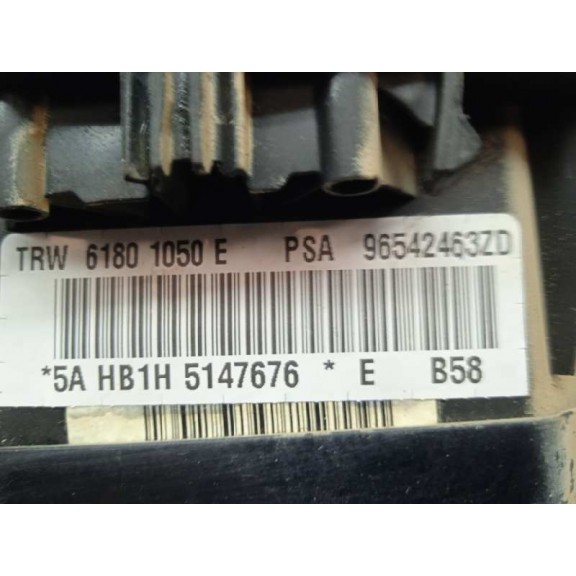 TRW 6180 1050 E PSA 96542463ZD
*5A HB1H 5147676 * E B58